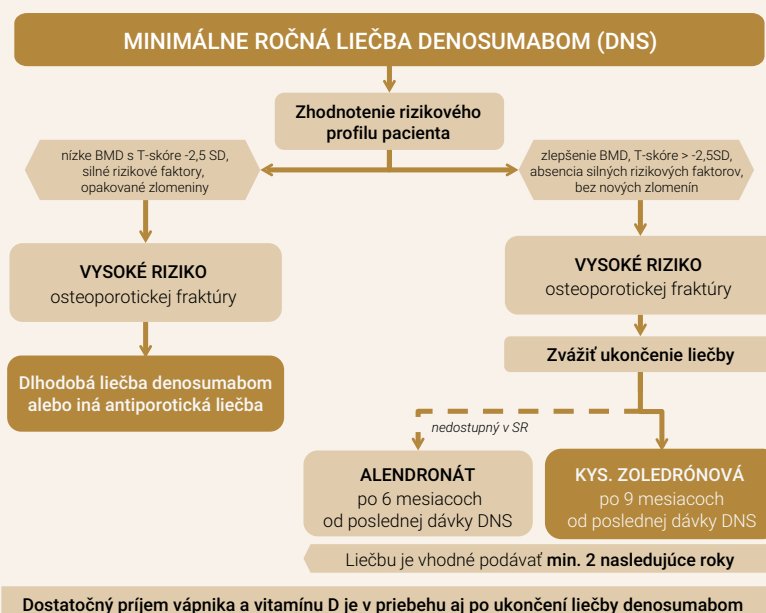 MINIMÁLNE ROČNÁ LIEČBA DENOSUMABOM (DNS)
Zhodnotenie rizikového
profilu pacienta
nízke BMD s T-skóre -2,5 SD,
silné rizikové faktory,
opakované zlomeniny
zlepšenie BMD, T-skóre > -2,5SD,
absencia silných rizikových faktorov,
bez nových zlomenín
VYSOKÉ RIZIKO
osteoporotickej fraktúry
VYSOKÉ RIZIKO
osteoporotickej fraktúry
Dlhodobá liečba denosumabom
alebo iná antiporotická liečba
Zvážiť ukončenie liečby
nedostupný v SR
ALENDRONÁT
po 6 mesiacoch
od poslednej dávky DNS
KYS. ZOLEDRÓNOVÁ
po 9 mesiacoch
od poslednej dávky DNS
Liečbu je vhodné podávať min. 2 nasledujúce roky
Dostatočný príjem vápnika a vitamínu D je v priebehu aj po ukončení liečby denosumabom